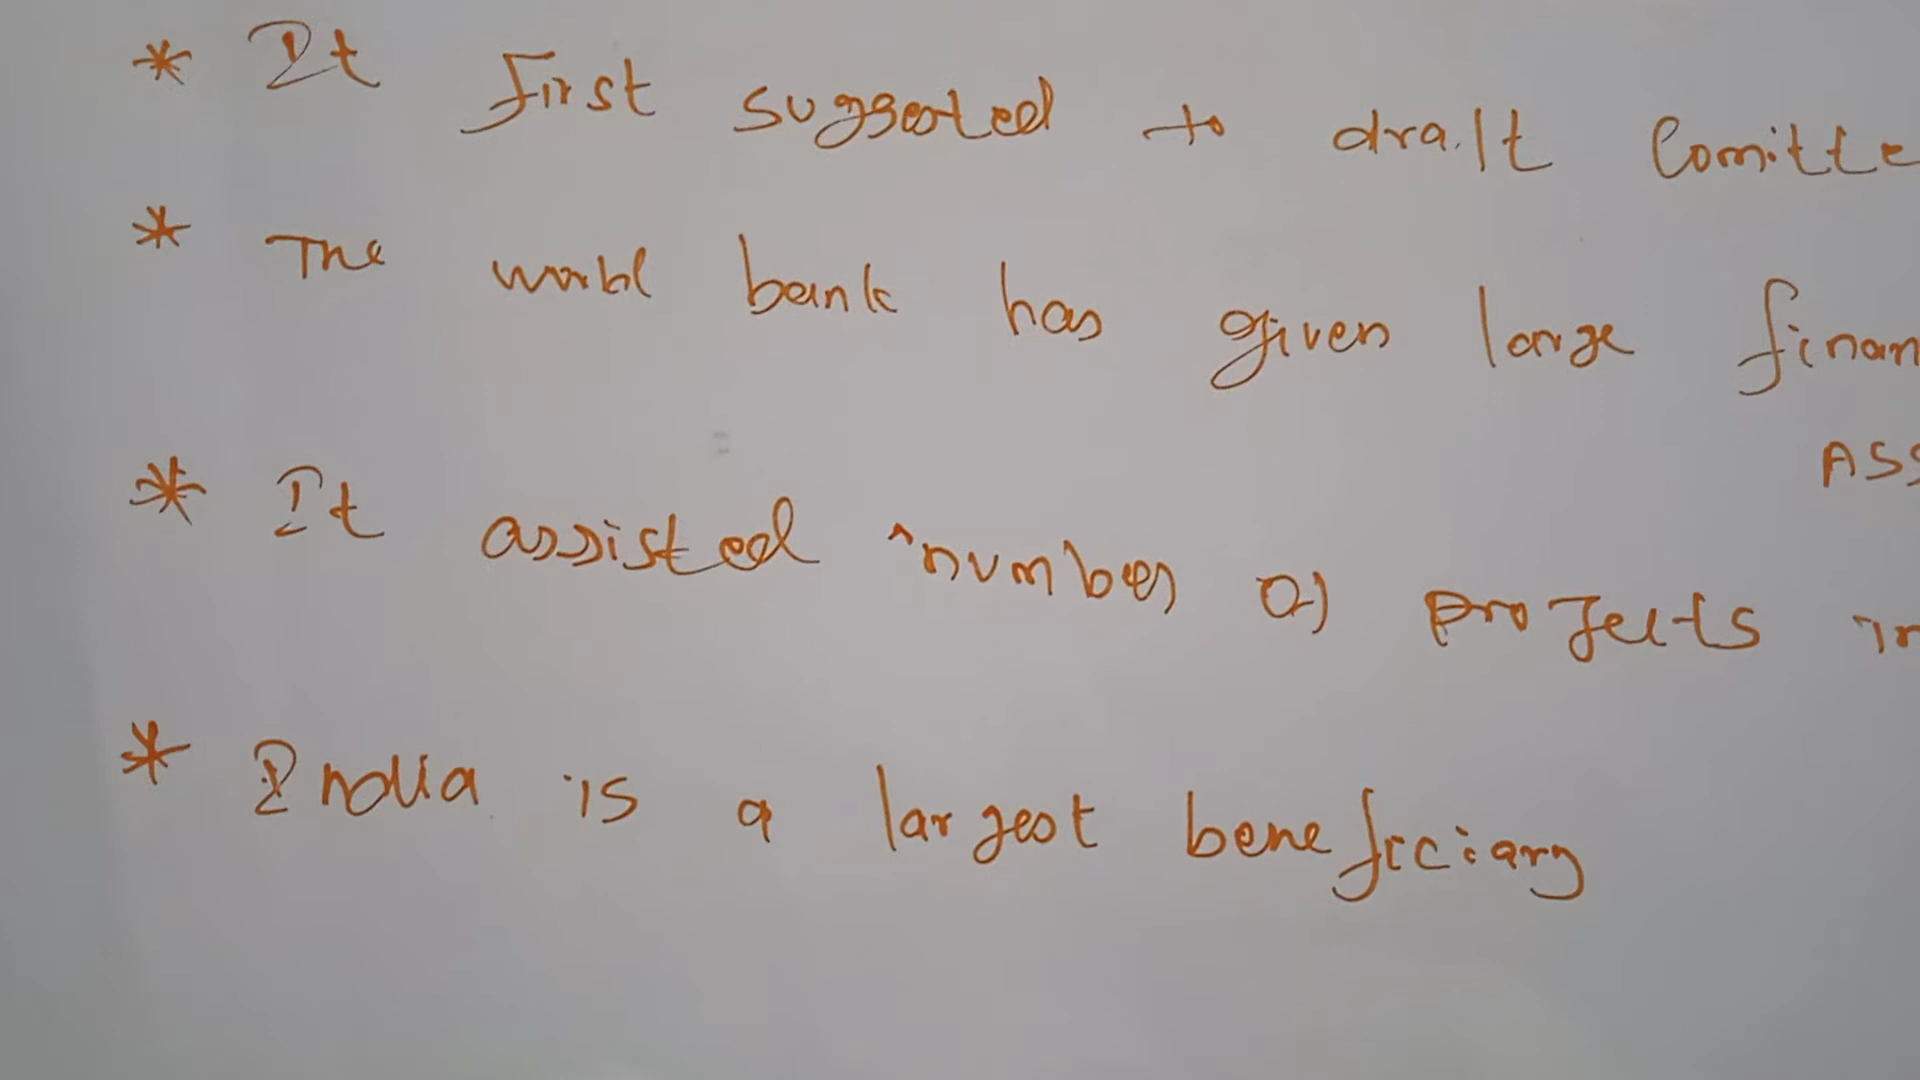 * It first suggested to draft Comitte
* The world bank has given large finan
Ass
* It assisted ^ number of projects in
* India is a largest beneficiary